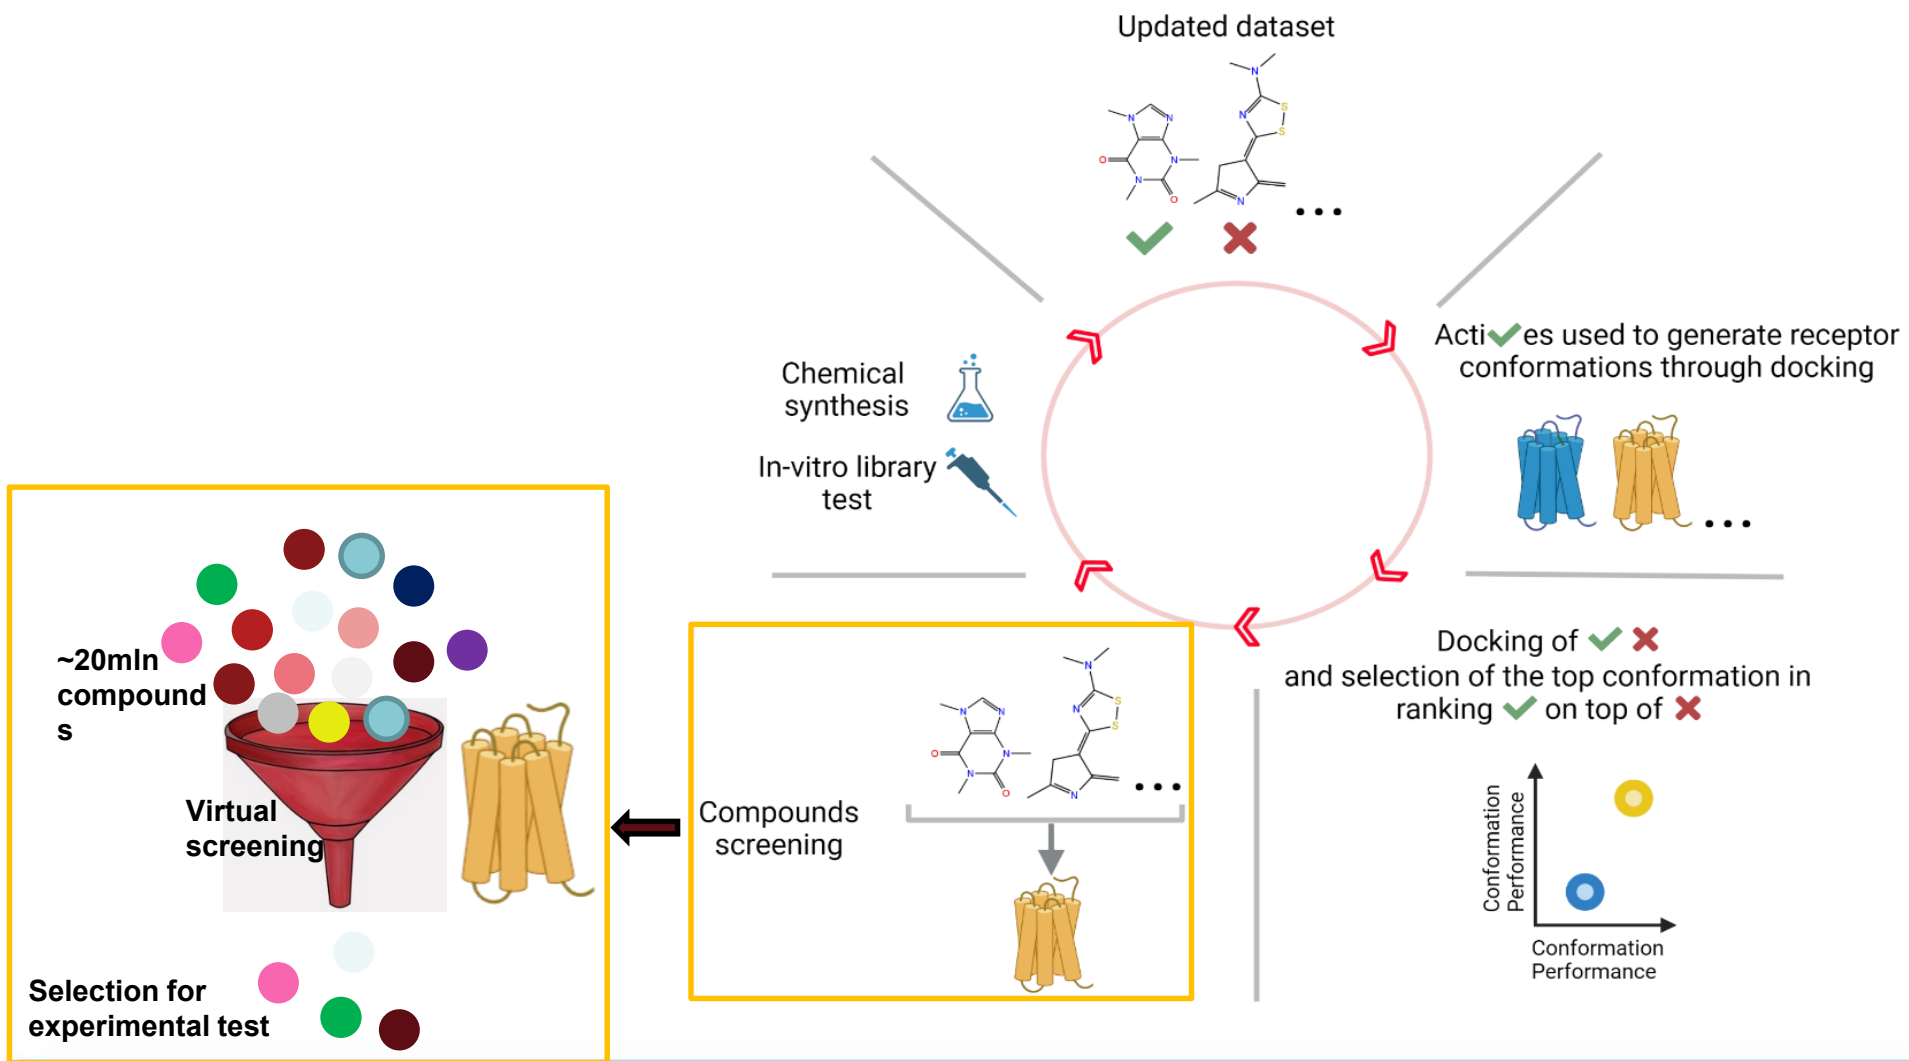 Updated dataset
Acti es used to generate receptor
conformations through docking
Docking of
and selection of the top conformation in
ranking on top of
Conformation
Performance
Conformation
Performance
Compounds
screening
Chemical
synthesis
In-vitro library
test
~20mln
compound
s
Virtual
screening
Selection for
experimental test
N
N
N
N
O
O
N
N
S
S
N
N
N
N
N
O
O
N
N
S
S
N
...
...
...